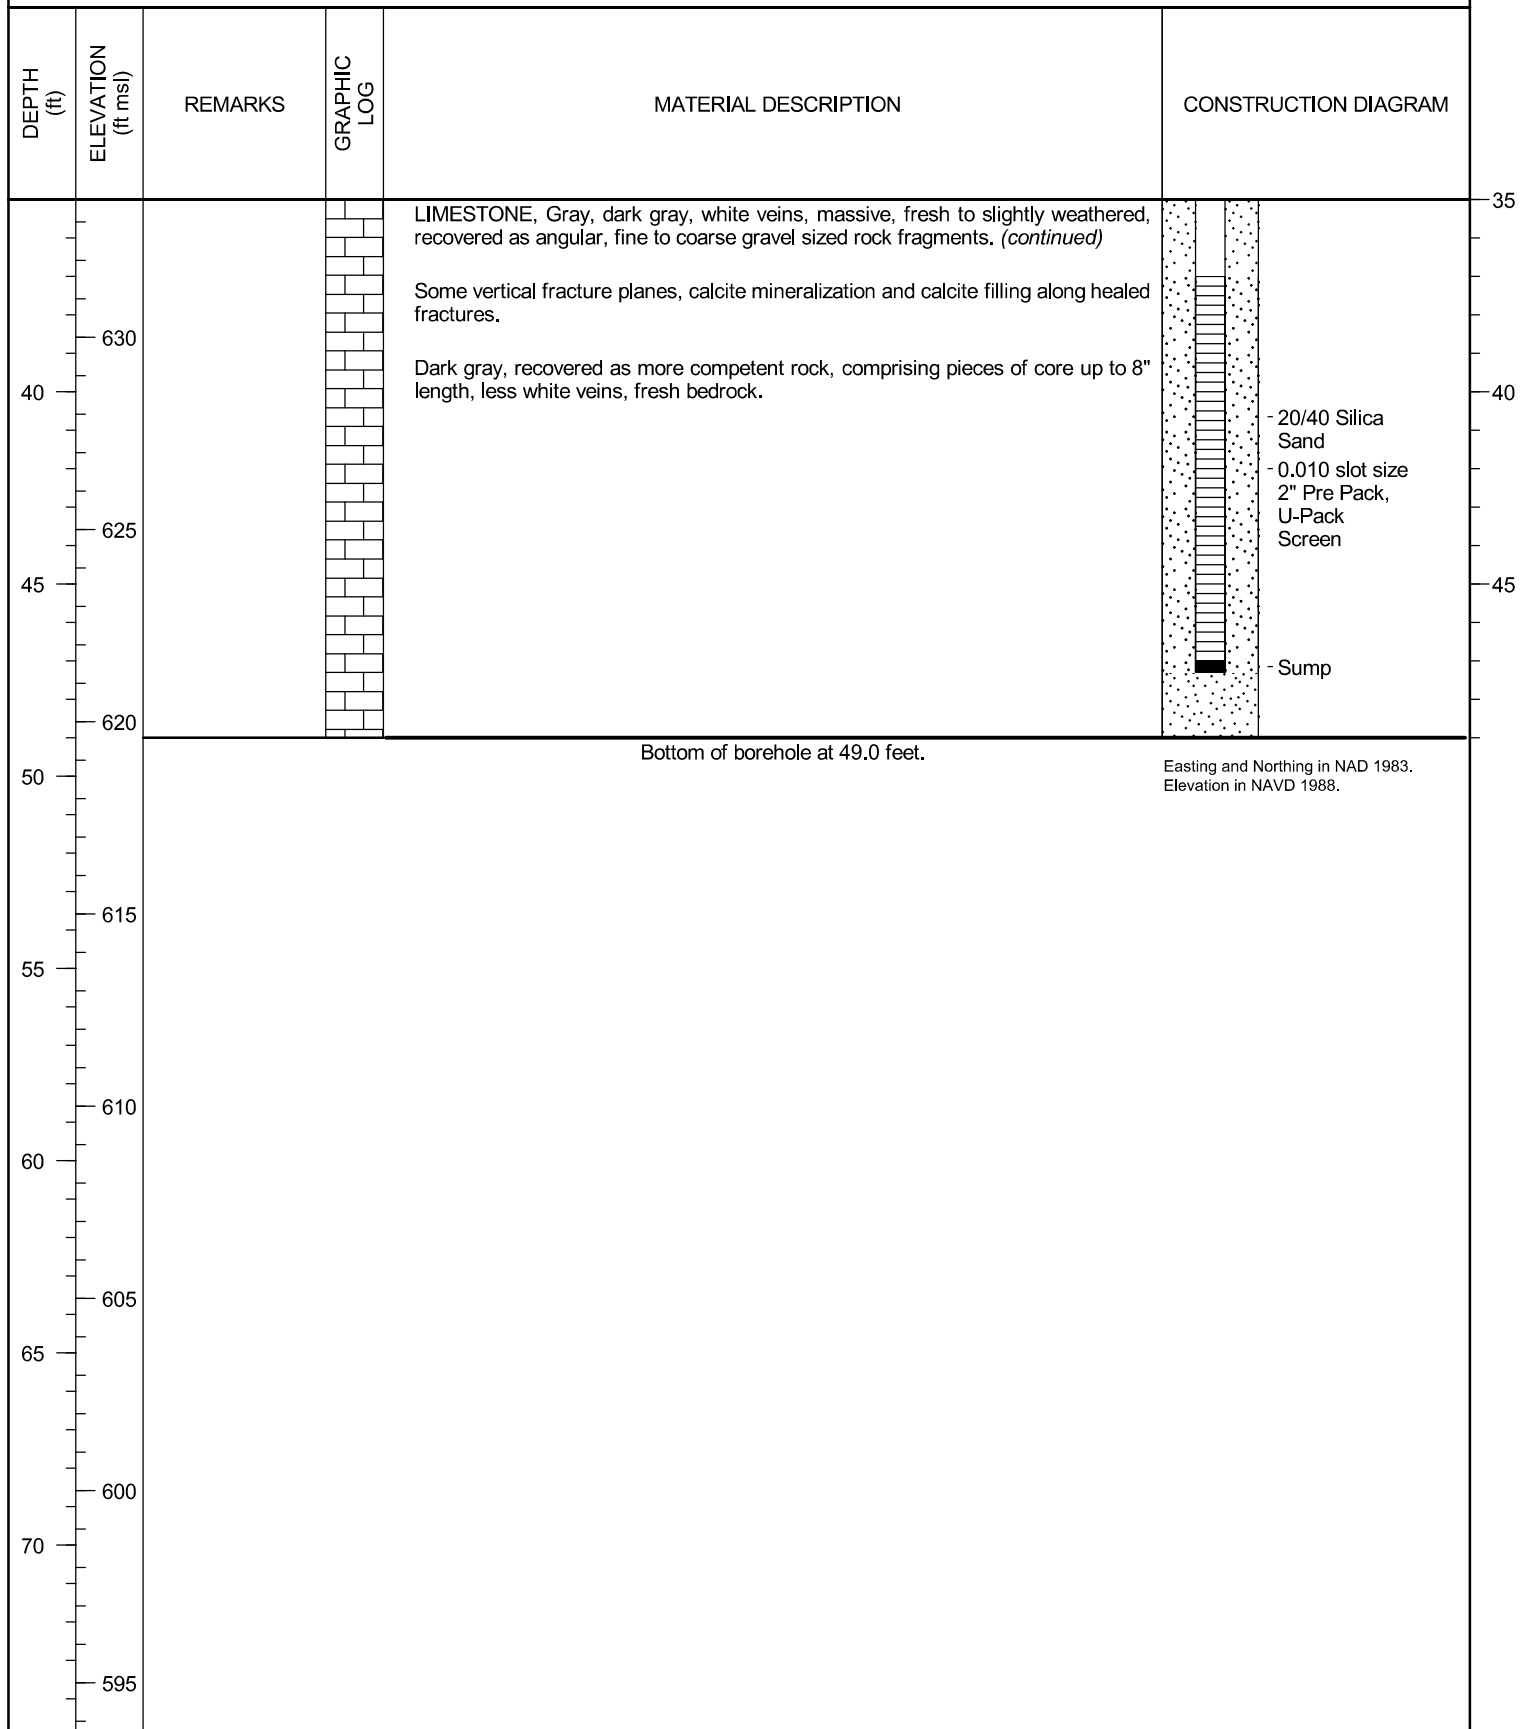 DEPTH
(ft)
ELEVATION
(ft msl)
REMARKS
GRAPHIC
LOG
MATERIAL DESCRIPTION
CONSTRUCTION DIAGRAM
35
LIMESTONE, Gray, dark gray, white veins, massive, fresh to slightly weathered,
recovered as angular, fine to coarse gravel sized rock fragments. (continued)
Some vertical fracture planes, calcite mineralization and calcite filling along healed
fractures.
630
Dark gray, recovered as more competent rock, comprising pieces of core up to 8"
length, less white veins, fresh bedrock.
40
40
20/40 Silica
Sand
0.010 slot size
2" Pre Pack,
U-Pack
Screen
625
45
45
Sump
620
Bottom of borehole at 49.0 feet.
Easting and Northing in NAD 1983.
Elevation in NAVD 1988.
50
615
55
610
60
605
65
600
70
595